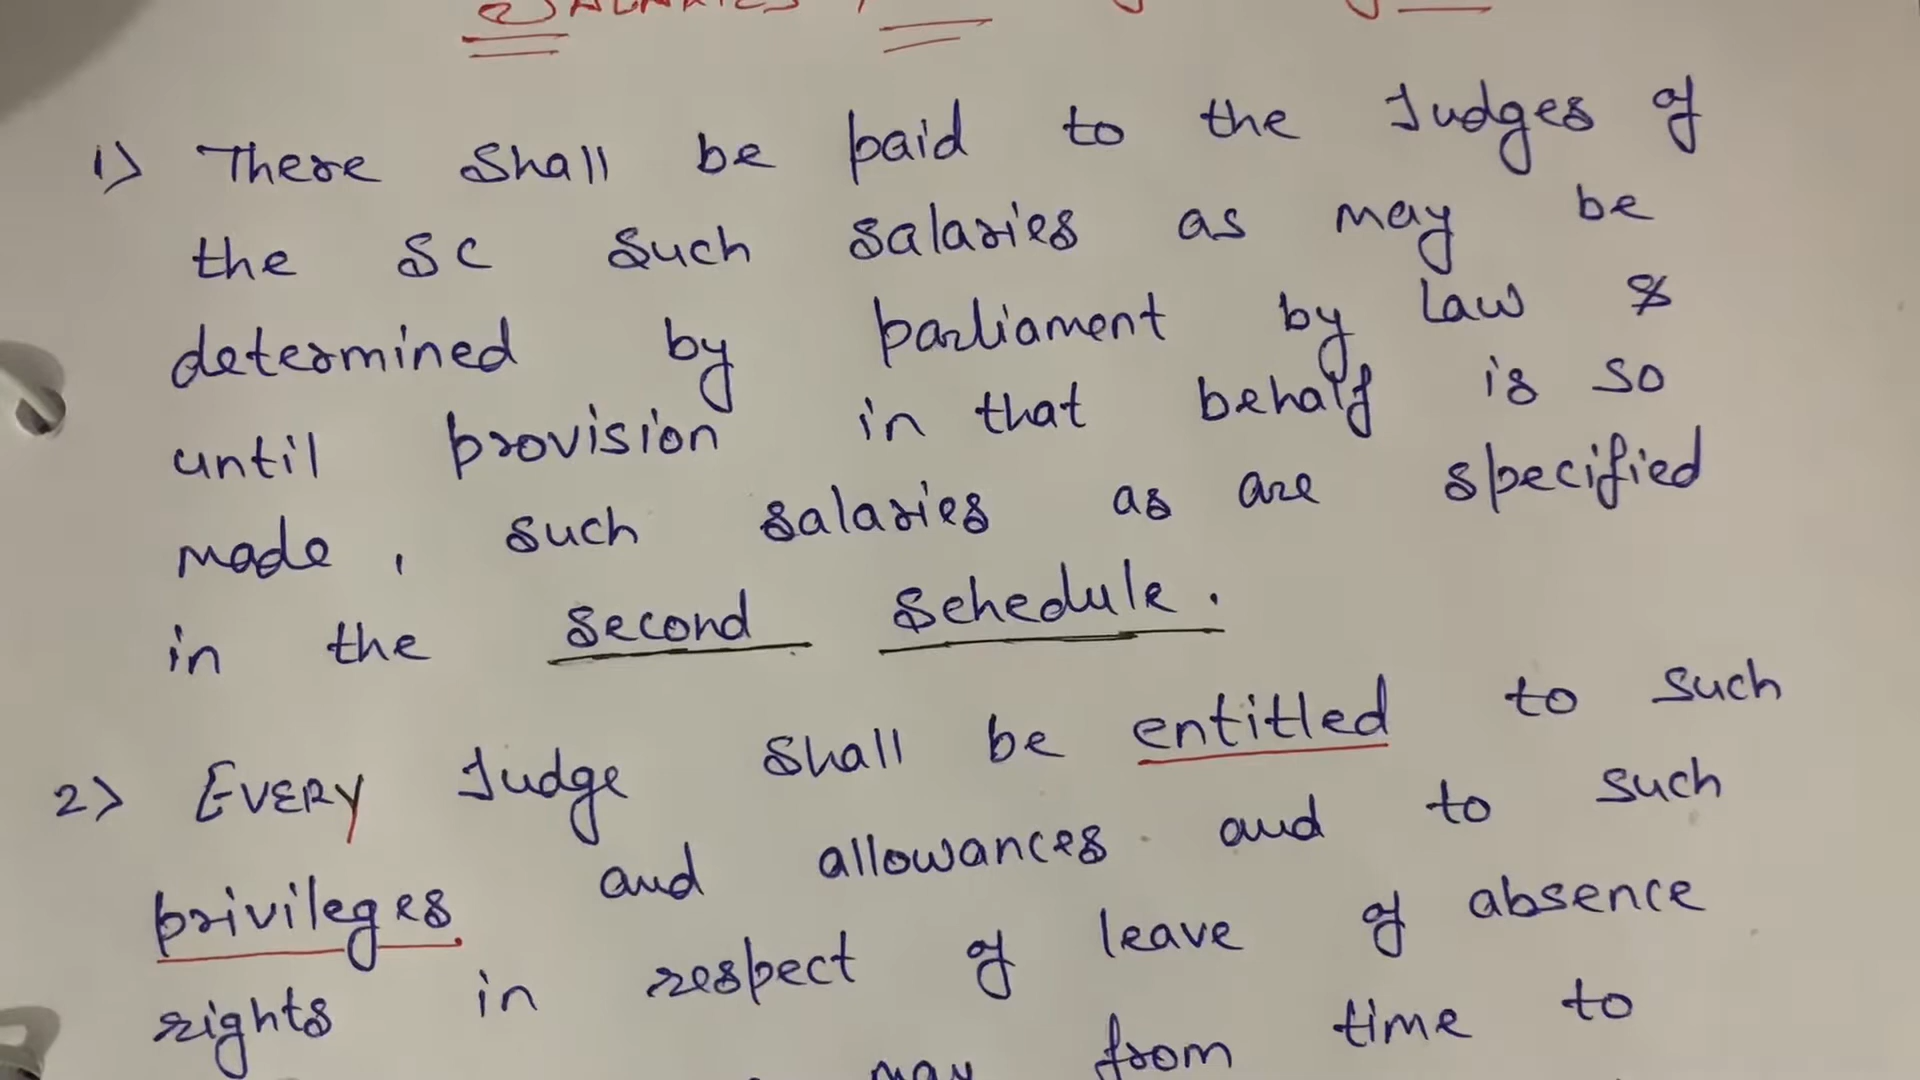 SALARIES
1) There shall be paid to the Judges of
the SC such salaries as may be
determined by parliament by Law &
until provision in that behalf is so
made, such salaries as are specified
in the second schedule.
2) EVERY Judge shall be entitled to such
privileges and allowances and to such
rights in respect of leave of absence
may from time to